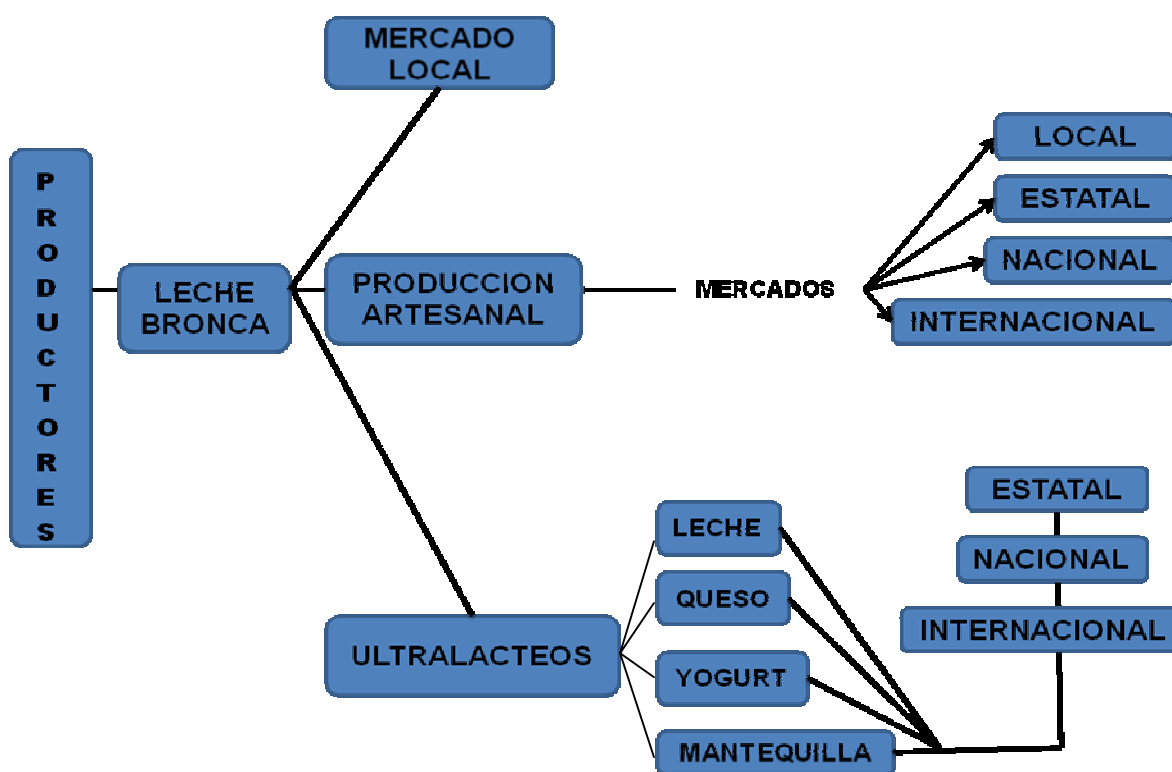 PRODUCTORES
LECHE
BRONCA
MERCADO
LOCAL
PRODUCCION
ARTESANAL
MERCADOS
LOCAL
ESTATAL
NACIONAL
INTERNACIONAL
ULTRALACTEOS
LECHE
QUESO
YOGURT
MANTEQUILLA
ESTATAL
NACIONAL
INTERNACIONAL